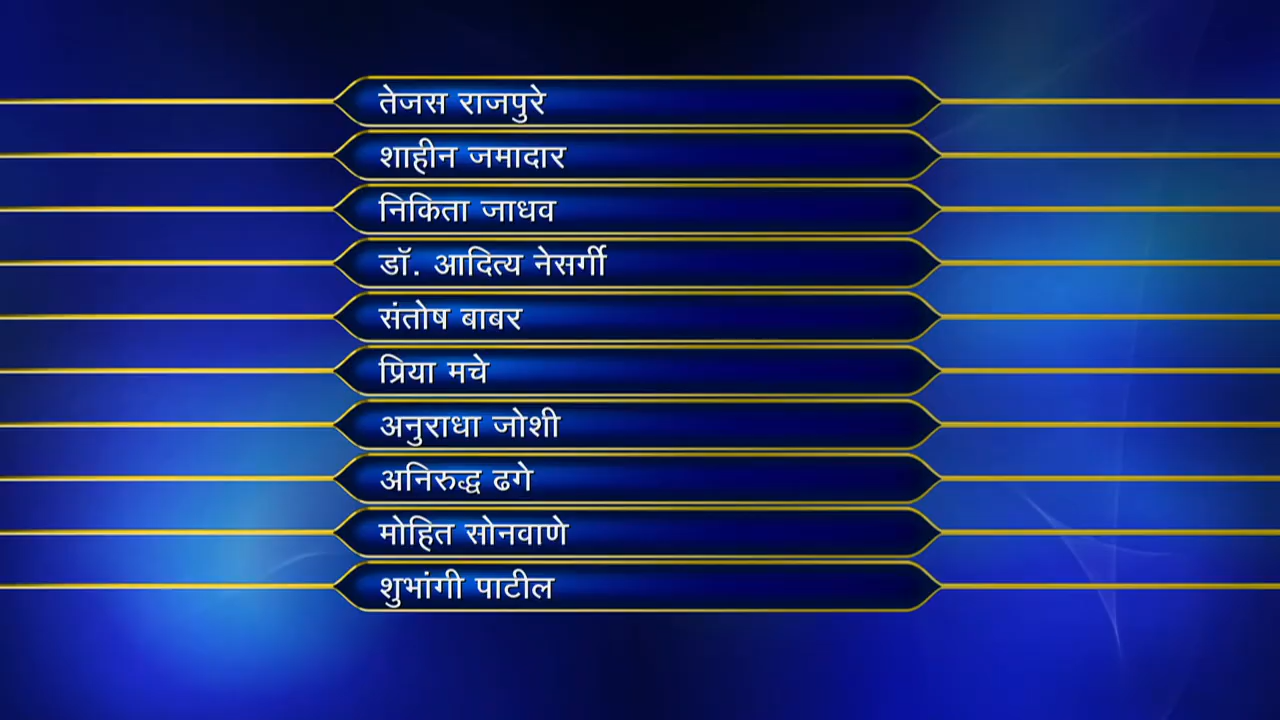 तेजस राजपुरे
शाहीन जमादार
निकिता जाधव
डॉ. आदित्य नेसर्गी
संतोष बाबर
प्रिया मचे
अनुराधा जोशी
अनिरुद्ध ढगे
मोहित सोनवाणे
शुभांगी पाटील